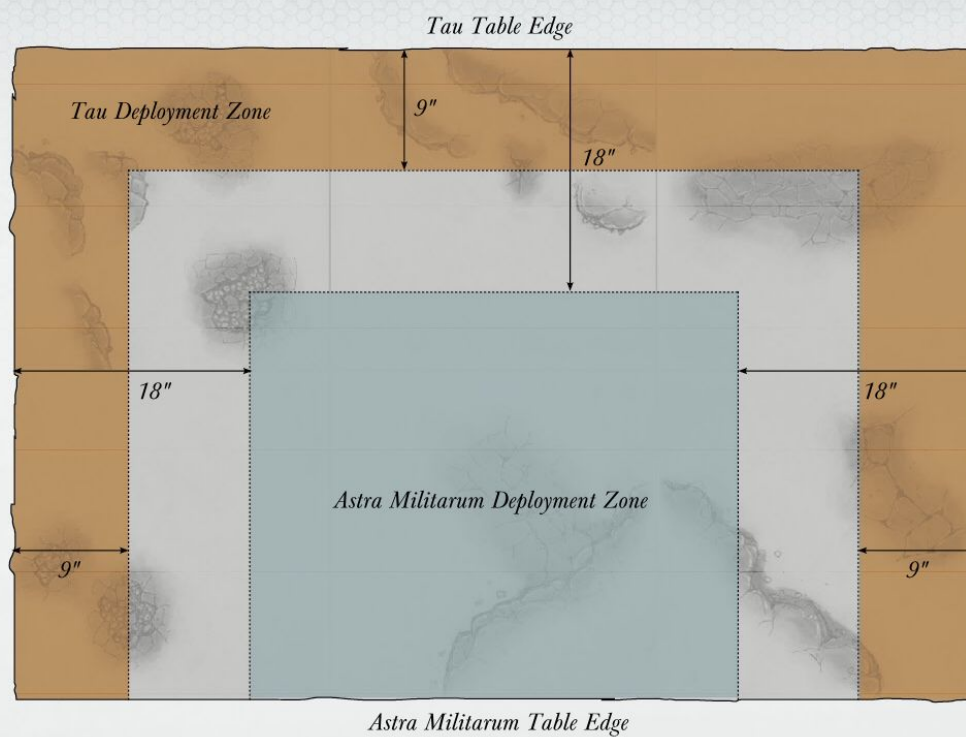 Tau Table Edge
Tau Deployment Zone
9"
18"
18"
18"
Astra Militarum Deployment Zone
9"
9"
Astra Militarum Table Edge